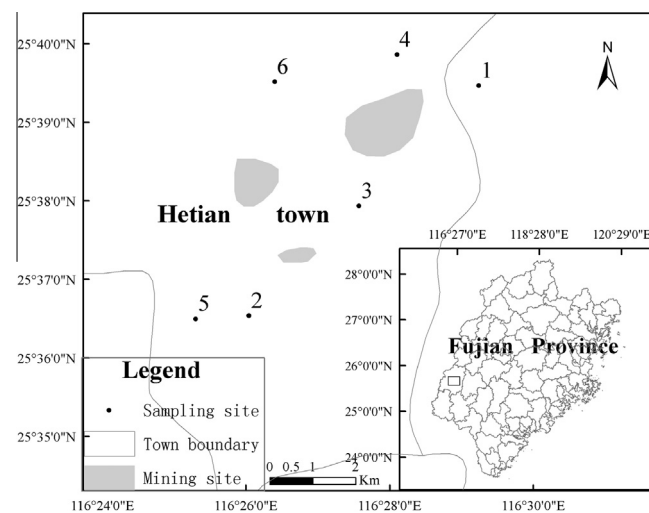 25°40'0"N
4
N
6
1
25°39'0"N
25°38'0"N
3
Hetian town
116°27'0"E 118°28'0"E 120°29'0"E
25°37'0"N
28°0'0"N
5 2
27°0'0"N
25°36'0"N
Fujian Province
Legend
26°0'0"N
Sampling site
25°0'0"N
25°35'0"N
Town boundary
24°0'0"N
Mining site
0 0.5 1 2
Km
116°24'0"E 116°26'0"E 116°28'0"E 116°30'0"E